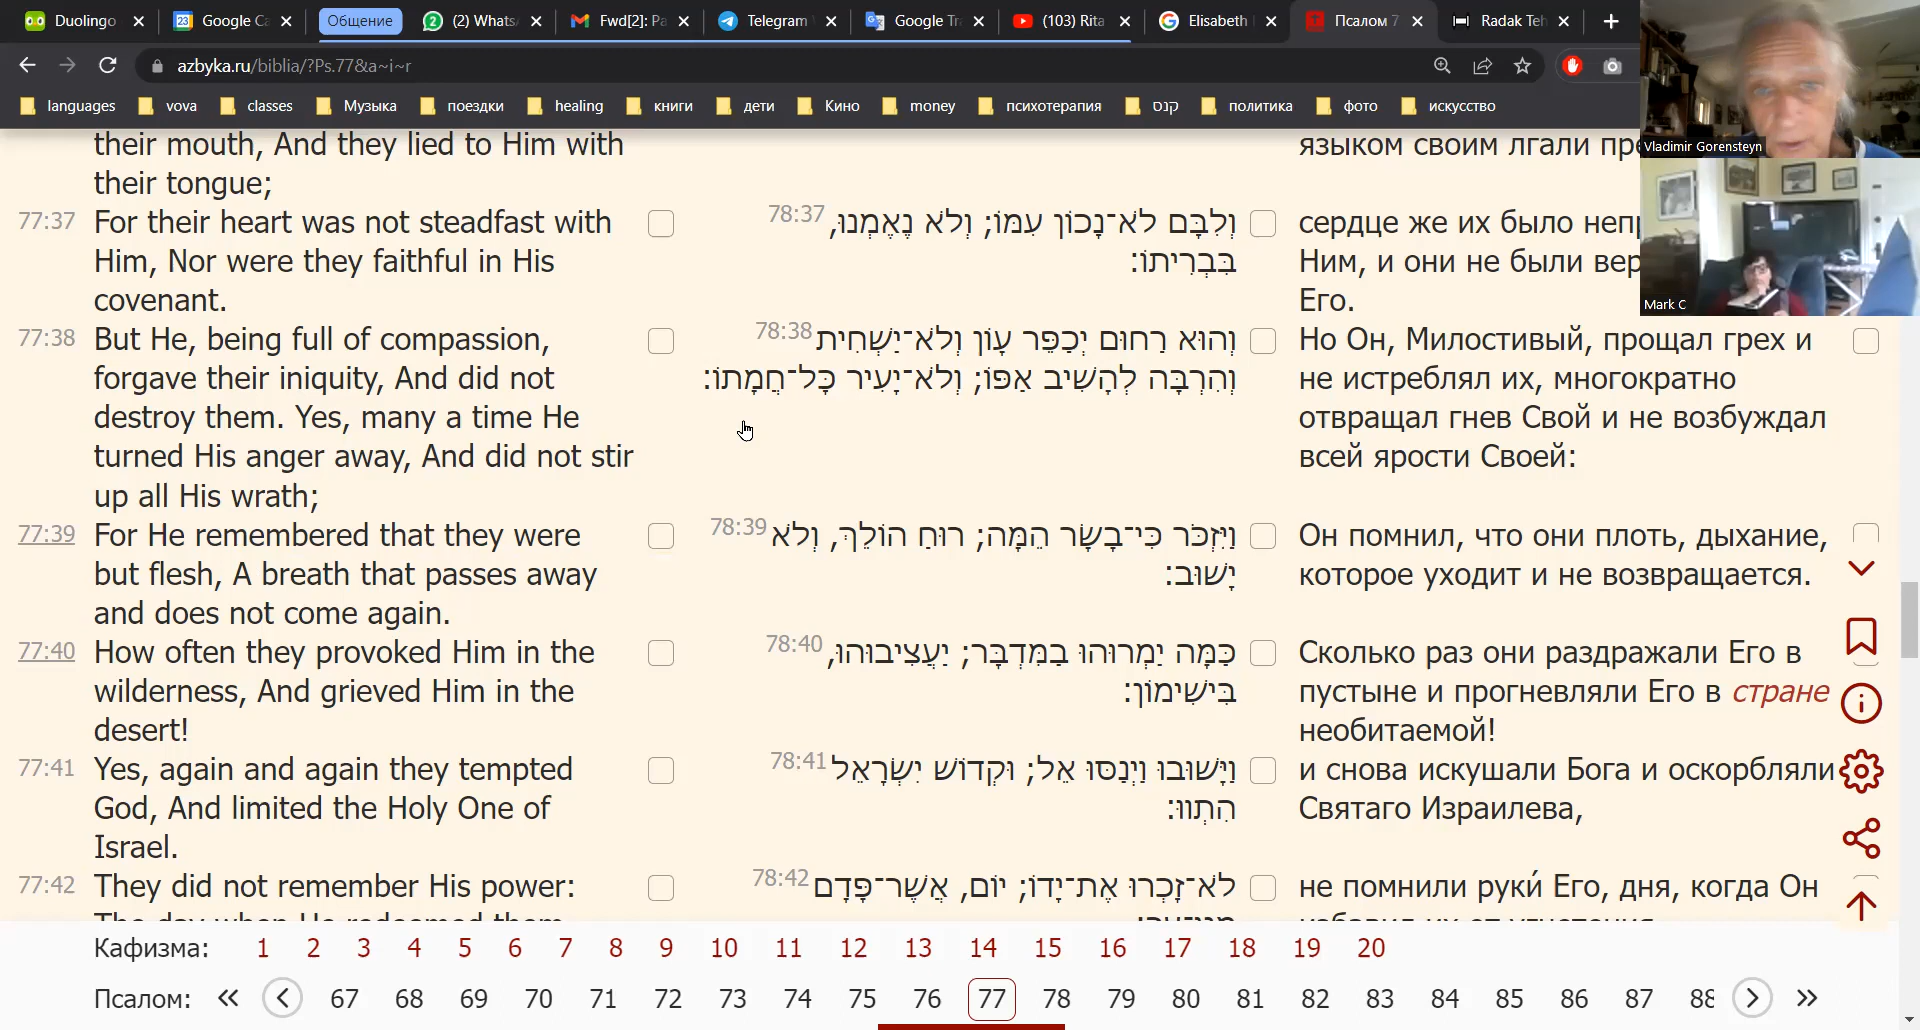 Duolingo
Google Ca
Общение
(2) Whats
Fwd[2]: Pa
Telegram
Google Tr
(103) Rita
Elisabeth
Псалом 7
Radak Teh
azbyka.ru/biblia/?Ps.77&a~i~r
languages
vova
classes
Музыка
поездки
healing
книги
дети
Кино
money
психотерапия
קנס
политика
фото
искусство
Vladimir Gorensteyn
Mark C
their mouth, And they lied to Him with
their tongue;
77:37 For their heart was not steadfast with
Him, Nor were they faithful in His
covenant.
77:38 But He, being full of compassion,
forgave their iniquity, And did not
destroy them. Yes, many a time He
turned His anger away, And did not stir
up all His wrath;
77:39 For He remembered that they were
but flesh, A breath that passes away
and does not come again.
77:40 How often they provoked Him in the
wilderness, And grieved Him in the
desert!
77:41 Yes, again and again they tempted
God, And limited the Holy One of
Israel.
77:42 They did not remember His power:
The day when He redeemed them
78:37 וְלִבָּם לֹא־נָכוֹן עִמּוֹ; וְלֹא נֶאֶמְנוּ,
בִּבְרִיתוֹ:
78:38 וְהוּא רַחוּם יְכַפֵּר עָוֹן וְלֹא־יַשְׁחִית
וְהִרְבָּה לְהָשִׁיב אַפּוֹ; וְלֹא־יָעִיר כָּל־חֲמָתוֹ:
78:39 וַיִּזְכֹּר כִּי־בָשָׂר הֵמָּה; רוּחַ הוֹלֵךְ, וְלֹא
יָשׁוּב:
78:40 כַּמָּה יַמְרוּהוּ בַמִּדְבָּר; יַעֲצִיבוּהוּ,
בִּישִׁימוֹן:
78:41 וַיָּשׁוּבוּ וַיְנַסּוּ אֵל; וּקְדוֹשׁ יִשְׂרָאֵל
הִתְווּ:
78:42 לֹא־זָכְרוּ אֶת־יָדוֹ; יוֹם, אֲשֶׁר־פָּדָם
языком своим лгали пре
сердце же их было непр
Ним, и они не были вер
Его.
Но Он, Милостивый, прощал грех и
не истреблял их, многократно
отвращал гнев Свой и не возбуждал
всей ярости Своей:
Он помнил, что они плоть, дыхание,
которое уходит и не возвращается.
Сколько раз они раздражали Его в
пустыне и прогневляли Его в стране
необитаемой!
и снова искушали Бога и оскорбляли
Святаго Израилева,
не помнили руки́ Его, дня, когда Он
Кафизма: 1 2 3 4 5 6 7 8 9 10 11 12 13 14 15 16 17 18 19 20
Псалом: 67 68 69 70 71 72 73 74 75 76 77 78 79 80 81 82 83 84 85 86 87 88